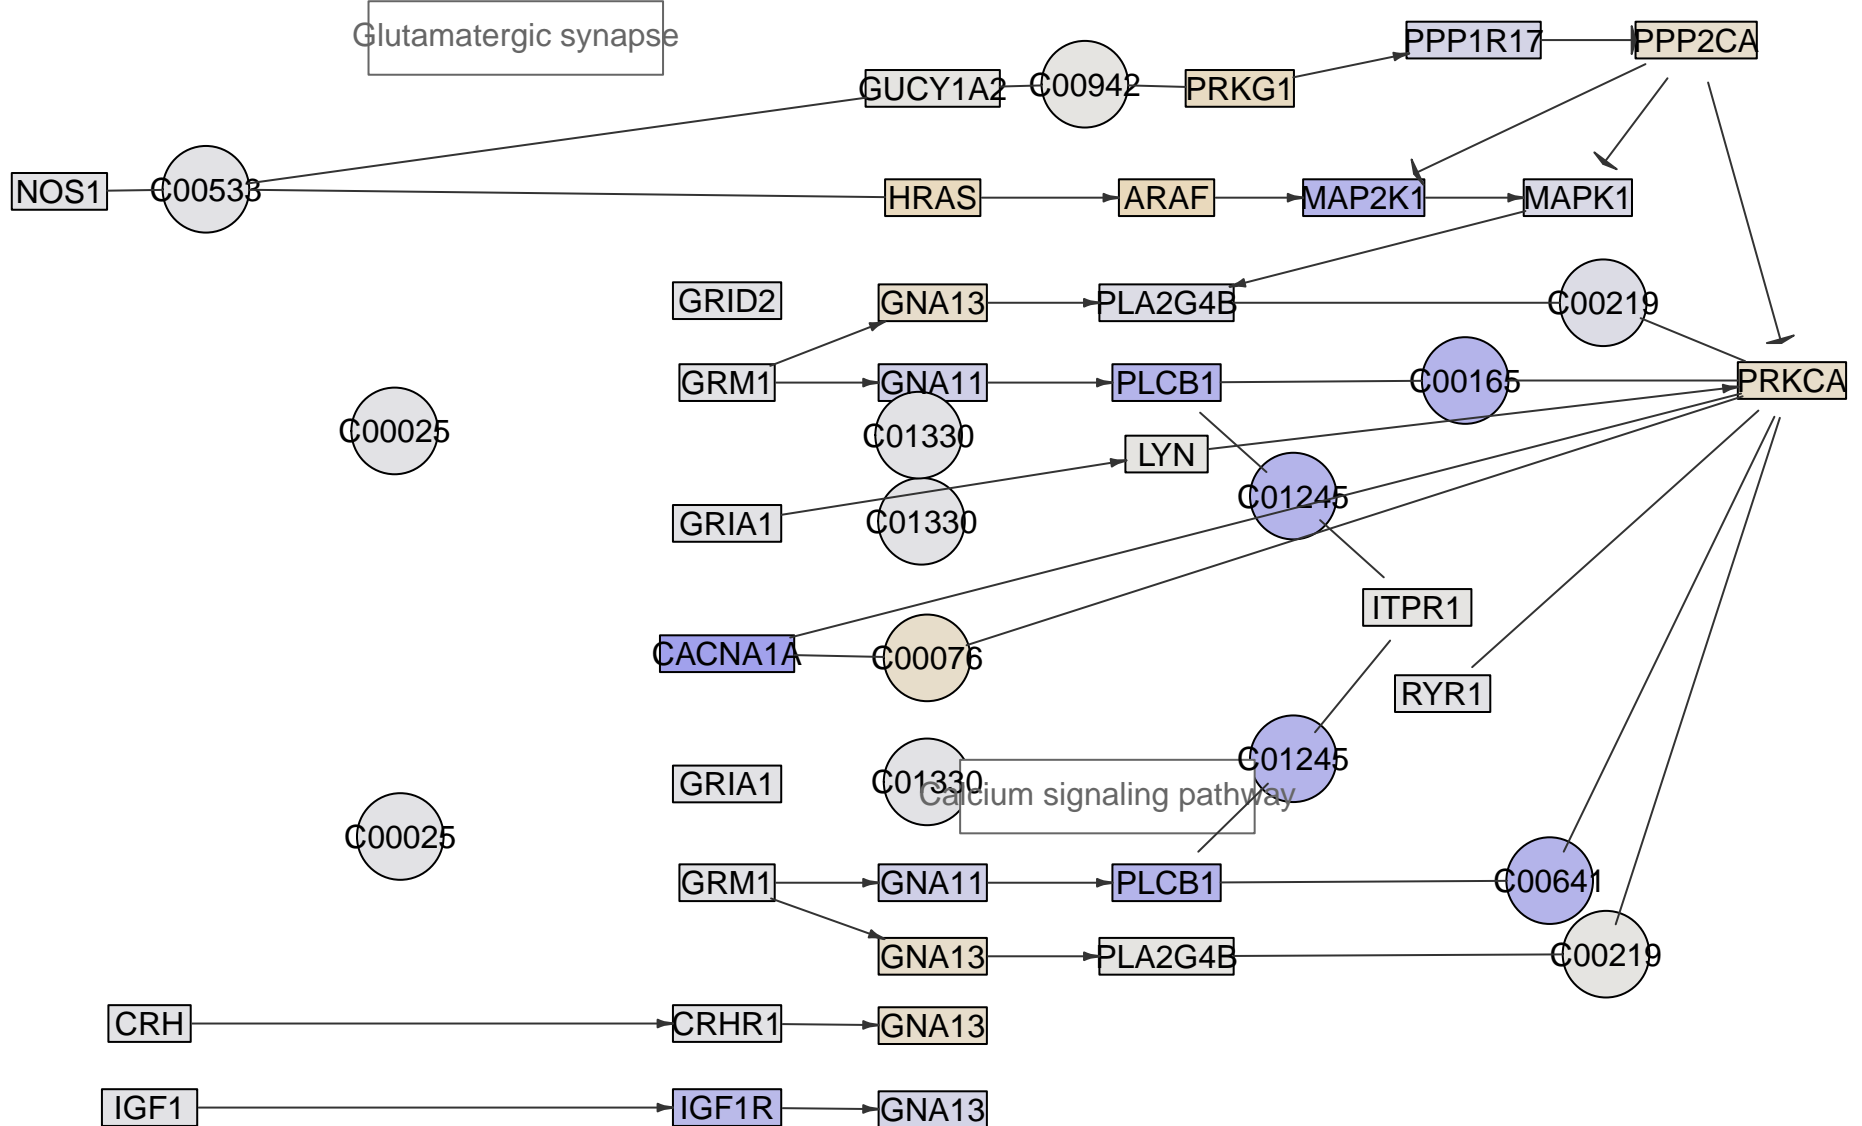 Glutamatergic synapse
PPP1R17
PPP2CA
GUCY1A2
C00942
PRKG1
NOS1
C00533
HRAS
ARAF
MAP2K1
MAPK1
GRID2
GNA13
PLA2G4B
C00219
GRM1
GNA11
PLCB1
C00165
PRKCA
C00025
C01330
LYN
GRIA1
C01330
C01245
ITPR1
CACNA1A
C00076
RYR1
GRIA1
C01330
C01245
Calcium signaling pathway
C00025
GRM1
GNA11
PLCB1
C00641
GNA13
PLA2G4B
C00219
CRH
CRHR1
GNA13
IGF1
IGF1R
GNA13